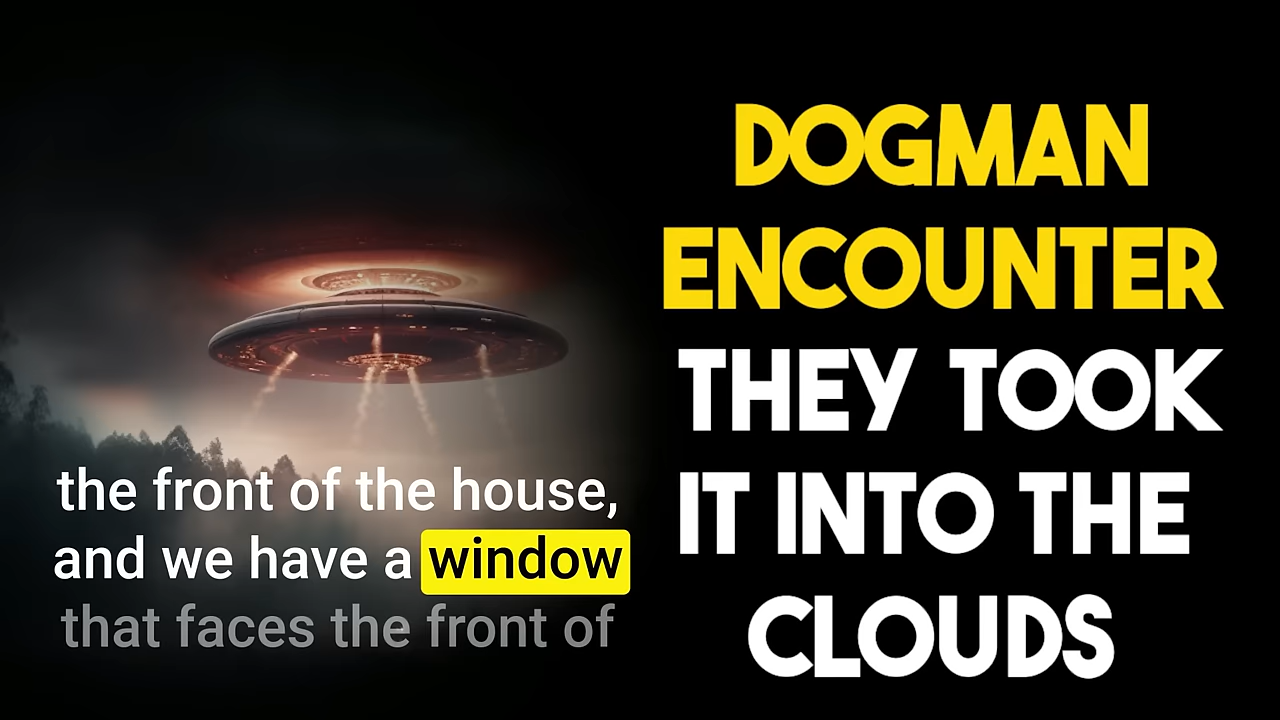 the front of the house,
and we have a window
that faces the front of
DOGMAN
ENCOUNTER
THEY TOOK
IT INTO THE
CLOUDS